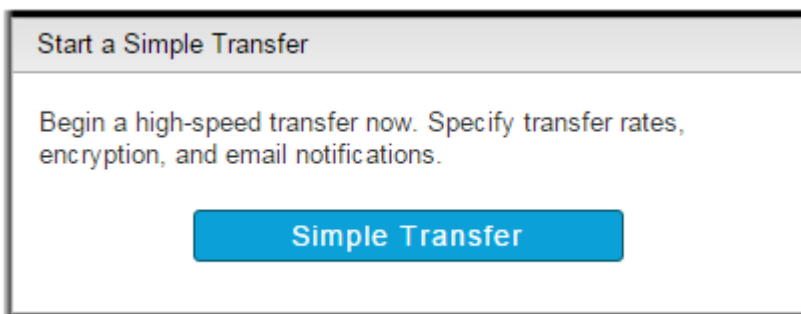 Start a Simple Transfer
Begin a high-speed transfer now. Specify transfer rates,
encryption, and email notifications.
Simple Transfer